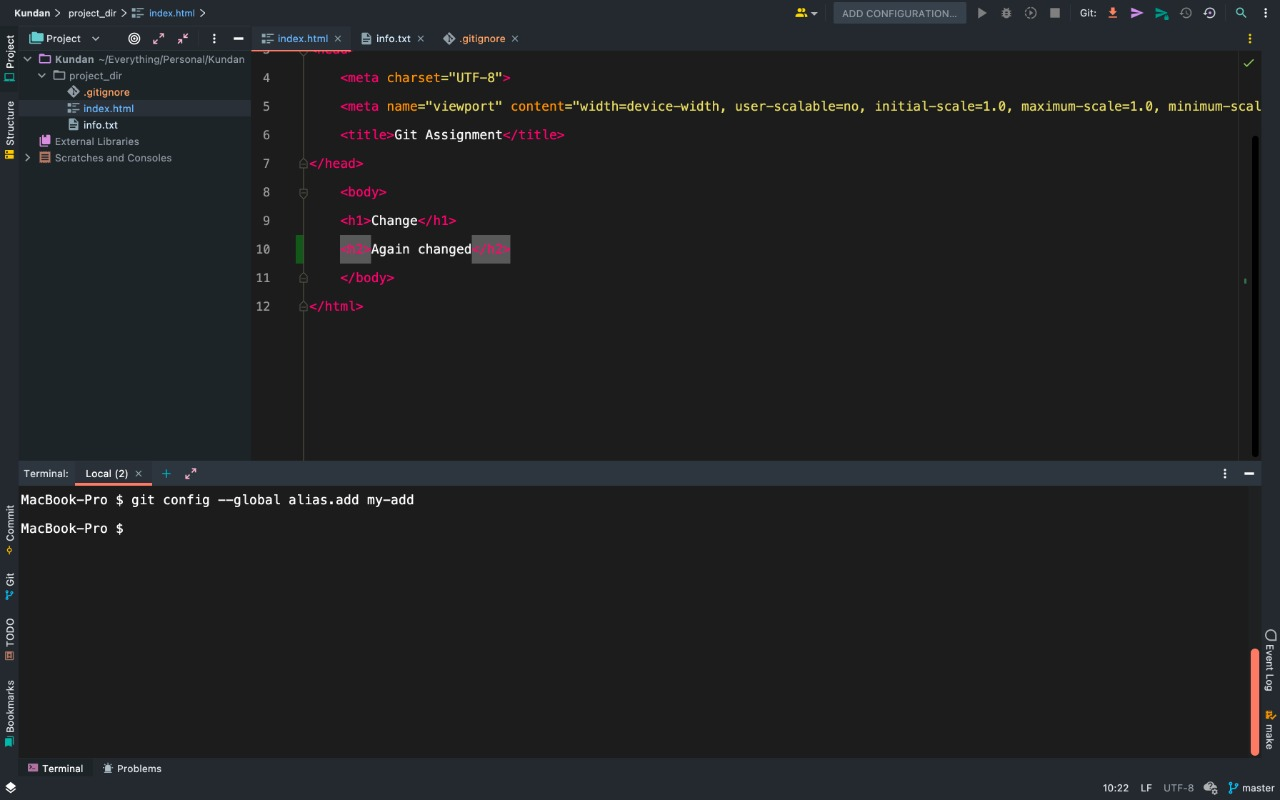 Kundan project_dir index.html
ADD CONFIGURATION... Git:
Project
index.html info.txt .gitignore
Kundan ~/Everything/Personal/Kundan
project_dir
.gitignore
index.html
info.txt
External Libraries
Scratches and Consoles
Project
Structure
4 <meta charset="UTF-8">
5 <meta name="viewport" content="width=device-width, user-scalable=no, initial-scale=1.0, maximum-scale=1.0, minimum-scal
6 <title>Git Assignment</title>
7 </head>
8 <body>
9 <h1>Change</h1>
10 <h2>Again changed</h2>
11 </body>
12 </html>
Terminal: Local (2)
MacBook-Pro $ git config --global alias.add my-add
MacBook-Pro $
Commit
Git
TODO
Bookmarks
Event Log
make
Terminal Problems
10:22 LF UTF-8 master